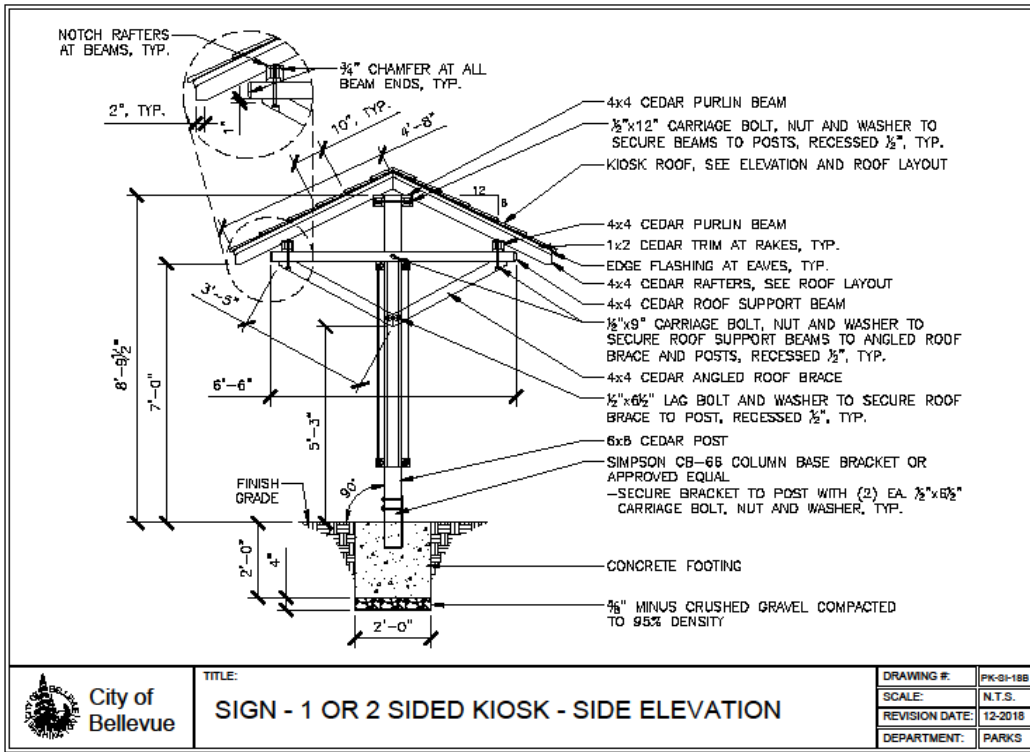 NOTCH RAFTERS
AT BEAMS, TYP.
¾" CHAMFER AT ALL
BEAM ENDS, TYP.
2", TYP.
1"
10", TYP.
4'-8"
12
8
4x4 CEDAR PURLIN BEAM
½"x12" CARRIAGE BOLT, NUT AND WASHER TO
SECURE BEAMS TO POSTS, RECESSED ½", TYP.
KIOSK ROOF, SEE ELEVATION AND ROOF LAYOUT
4x4 CEDAR PURLIN BEAM
1x2 CEDAR TRIM AT RAKES, TYP.
EDGE FLASHING AT EAVES, TYP.
4x4 CEDAR RAFTERS, SEE ROOF LAYOUT
4x4 CEDAR ROOF SUPPORT BEAM
½"x9" CARRIAGE BOLT, NUT AND WASHER TO
SECURE ROOF SUPPORT BEAMS TO ANGLED ROOF
BRACE AND POSTS, RECESSED ½", TYP.
4x4 CEDAR ANGLED ROOF BRACE
½"x6½" LAG BOLT AND WASHER TO SECURE ROOF
BRACE TO POST, RECESSED ½", TYP.
6x6 CEDAR POST
SIMPSON CB-66 COLUMN BASE BRACKET OR
APPROVED EQUAL
-SECURE BRACKET TO POST WITH (2) EA. ½"x6½"
CARRIAGE BOLT, NUT AND WASHER, TYP.
CONCRETE FOOTING
⅝" MINUS CRUSHED GRAVEL COMPACTED
TO 95% DENSITY
3'-5"
8'-9½"
7'-0"
6'-6"
5'-3"
FINISH
GRADE
90°
2'-0"
4"
2'-0"
City of
Bellevue
TITLE:
SIGN - 1 OR 2 SIDED KIOSK - SIDE ELEVATION
DRAWING #: PK-SI-18B
SCALE: N.T.S.
REVISION DATE: 12-2018
DEPARTMENT: PARKS